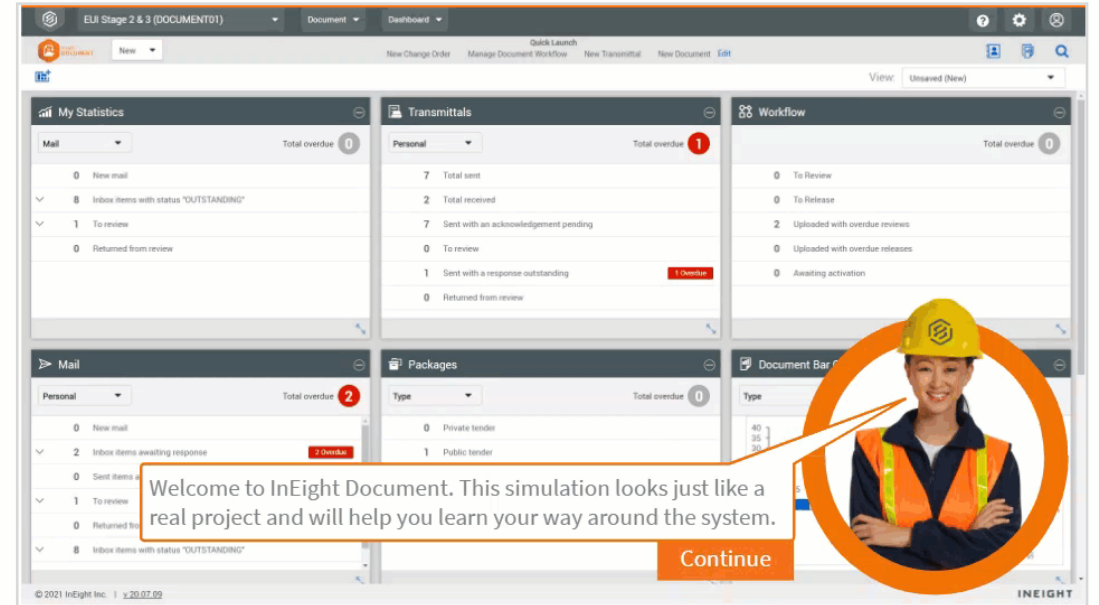 EUI Stage 2 & 3 (DOCUMENT01) Document Dashboard
New
Quick Launch
New Change Order Manage Document Workflow New Transmittal New Document Edit
View: Unsaved (New)
My Statistics
Mail Total overdue 0
0 New mail
8 Inbox items with status "OUTSTANDING"
1 To review
0 Returned from review
Transmittals
Personal Total overdue 1
7 Total sent
2 Total received
7 Sent with an acknowledgement pending
0 To review
1 Sent with a response outstanding 1 Overdue
0 Returned from review
Workflow
Total overdue 0
0 To Review
0 To Release
2 Uploaded with overdue reviews
0 Uploaded with overdue releases
0 Awaiting activation
Mail
Personal Total overdue 2
0 New mail
2 Inbox items awaiting response 2 Overdue
0 Sent items
1 To review
0 Returned
8 Inbox items with status "OUTSTANDING"
Packages
Type Total overdue 0
0 Private tender
1 Public tender
Document Bar
Type
40
35
Welcome to InEight Document. This simulation looks just like a
real project and will help you learn your way around the system.
Continue
© 2021 InEight Inc. | v 20.07.09
INEIGHT